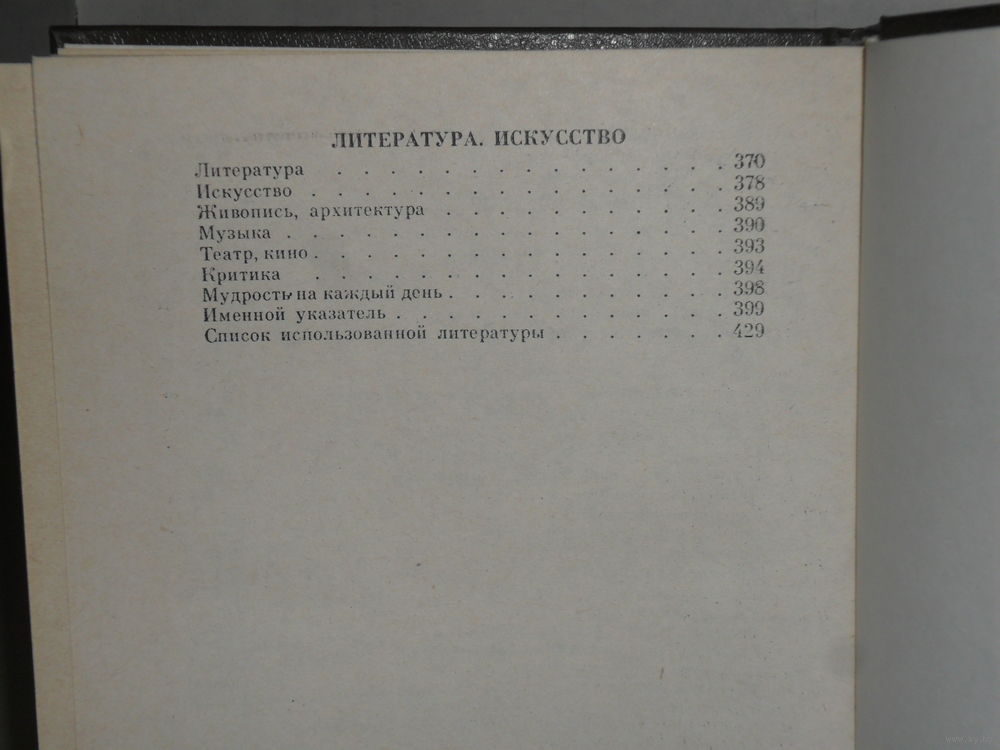 ЛИТЕРАТУРА. ИСКУССТВО
Литература . . . . . . . . . . . . . . . 370
Искусство . . . . . . . . . . . . . . . . 378
Живопись, архитектура . . . . . . . . . . . 389
Музыка . . . . . . . . . . . . . . . . . 390
Театр, кино . . . . . . . . . . . . . . . . 393
Критика . . . . . . . . . . . . . . . . 394
Мудрость на каждый день . . . . . . . . . . . 398
Именной указатель . . . . . . . . . . . . . 399
Список использованной литературы . . . . . . . 429